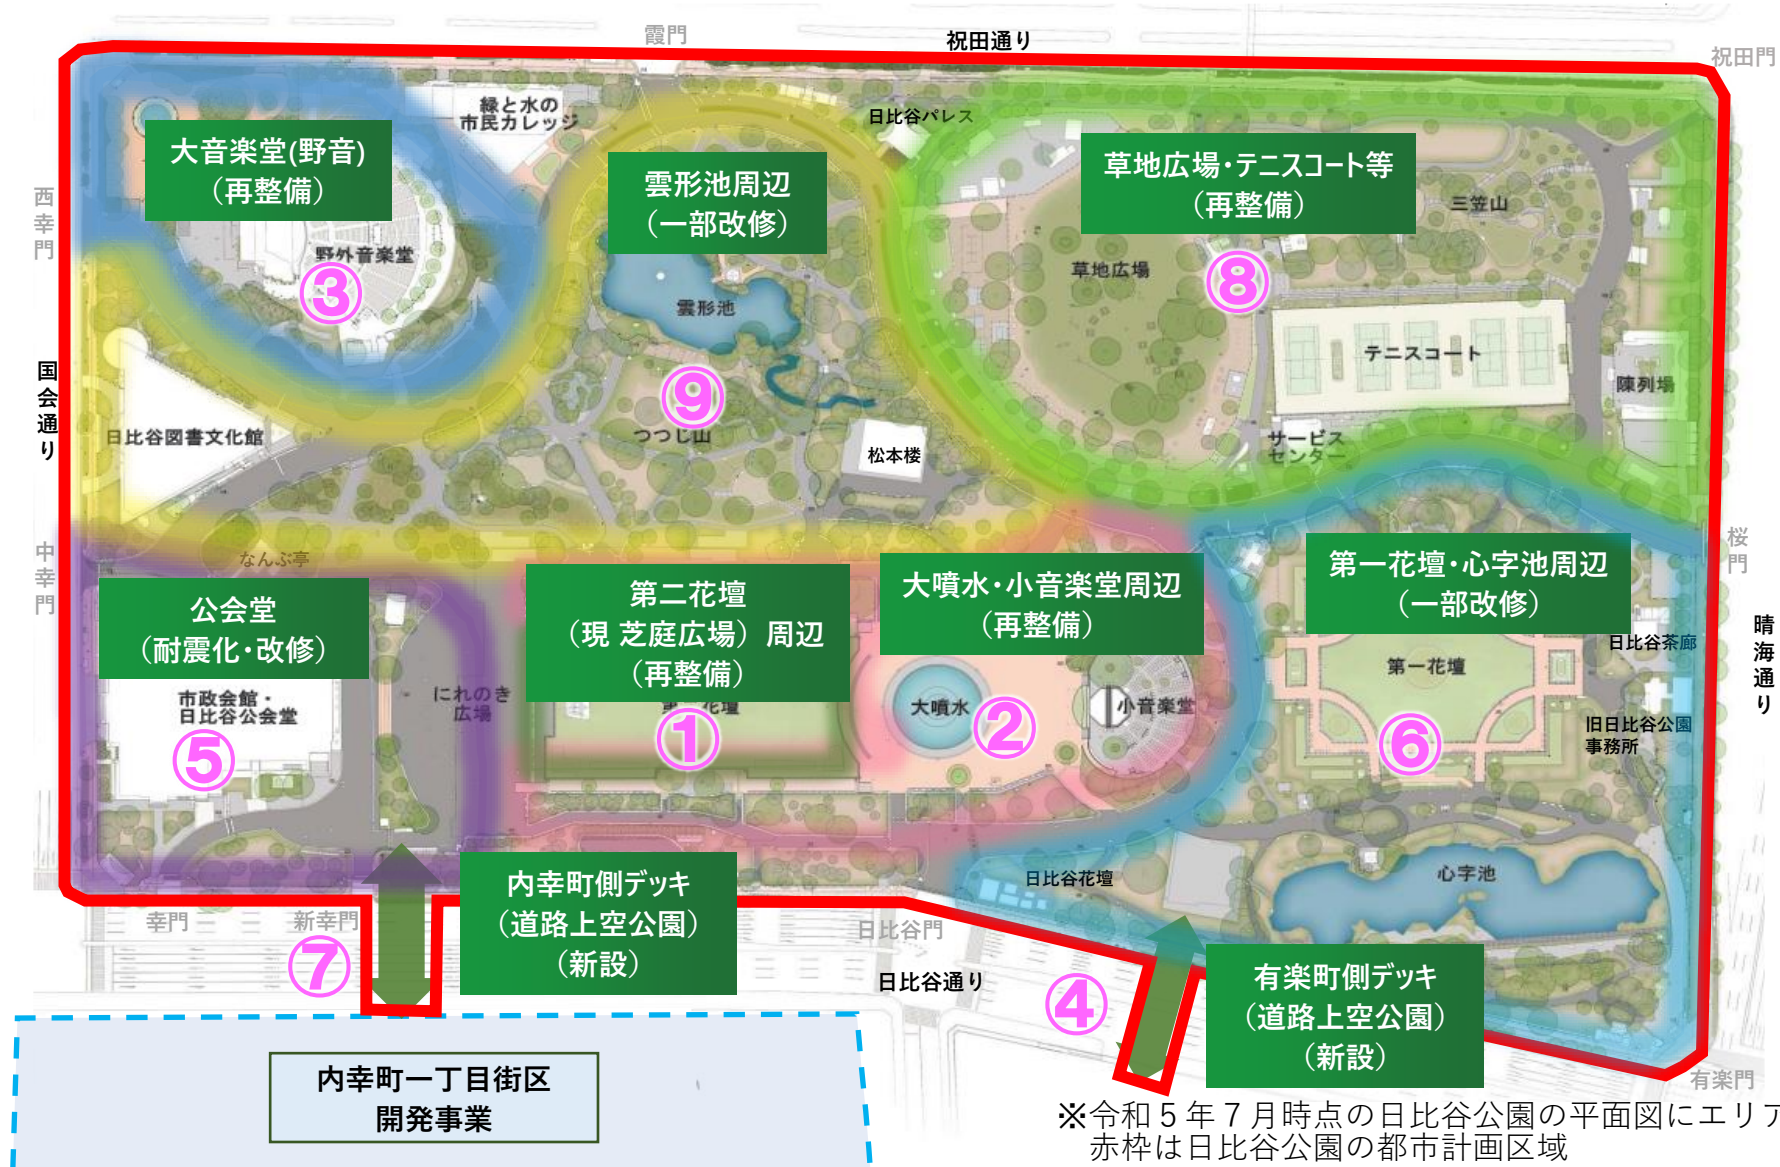 霞門
祝田通り
祝田門
緑と水の
市民カレッジ
日比谷パレス
大音楽堂(野音)
（再整備）
雲形池周辺
（一部改修）
草地広場・テニスコート等
（再整備）
西幸門
三笠山
野外音楽堂
③
草地広場
⑧
雲形池
国会通り
テニスコート
陳列場
⑨
日比谷図書文化館
つつじ山
松本楼
サービス
センター
中幸門
なんぶ亭
桜門
公会堂
（耐震化・改修）
第二花壇
（現 芝庭広場）周辺
（再整備）
大噴水・小音楽堂周辺
（再整備）
第一花壇・心字池周辺
（一部改修）
晴海通り
日比谷茶廊
第一花壇
市政会館・
日比谷公会堂
⑤
にれのき
広場
花壇
①
大噴水
②
小音楽堂
⑥
旧日比谷公園
事務所
内幸町側デッキ
（道路上空公園）
（新設）
日比谷花壇
心字池
幸門
新幸門
⑦
日比谷門
日比谷通り
④
有楽町側デッキ
（道路上空公園）
（新設）
有楽門
内幸町一丁目街区
開発事業
※令和５年７月時点の日比谷公園の平面図にエリア
赤枠は日比谷公園の都市計画区域